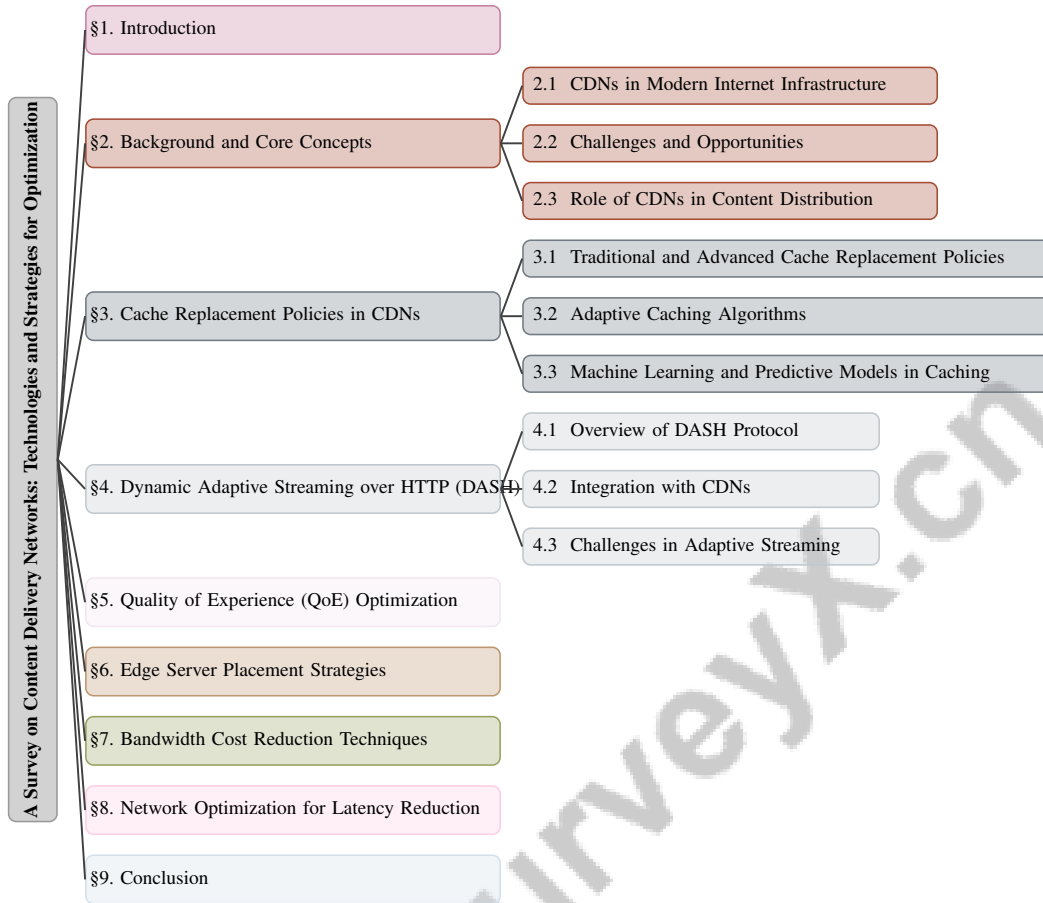 A Survey on Content Delivery Networks: Technologies and Strategies for Optimization
§1. Introduction
§2. Background and Core Concepts
2.1 CDNs in Modern Internet Infrastructure
2.2 Challenges and Opportunities
2.3 Role of CDNs in Content Distribution
§3. Cache Replacement Policies in CDNs
3.1 Traditional and Advanced Cache Replacement Policies
3.2 Adaptive Caching Algorithms
3.3 Machine Learning and Predictive Models in Caching
§4. Dynamic Adaptive Streaming over HTTP (DASH)
4.1 Overview of DASH Protocol
4.2 Integration with CDNs
4.3 Challenges in Adaptive Streaming
§5. Quality of Experience (QoE) Optimization
§6. Edge Server Placement Strategies
§7. Bandwidth Cost Reduction Techniques
§8. Network Optimization for Latency Reduction
§9. Conclusion
urveyx.cn